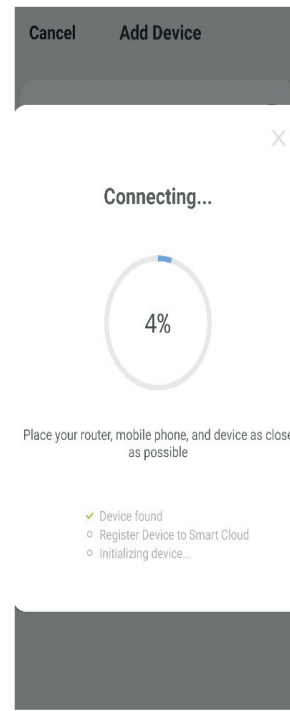 Cancel Add Device
Connecting...
4%
Place your router, mobile phone, and device as close
as possible
Device found
Register Device to Smart Cloud
Initializing device...